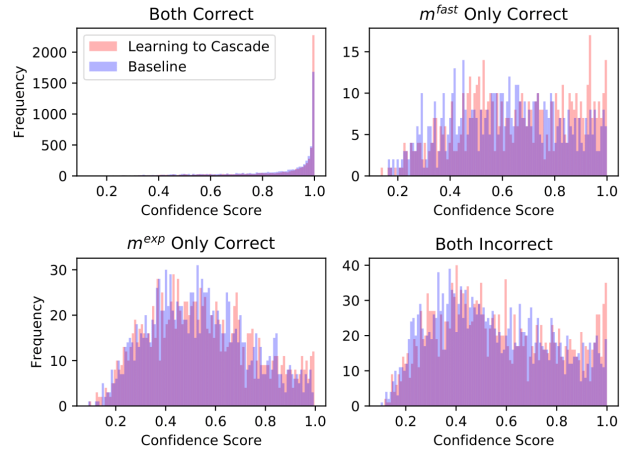 Both Correct
Learning to Cascade
Baseline
Frequency
0
500
1000
1500
2000
0.2 0.4 0.6 0.8 1.0
Confidence Score
m^fast Only Correct
0
5
10
15
0.2 0.4 0.6 0.8 1.0
Confidence Score
m^exp Only Correct
Frequency
0
10
20
30
0.2 0.4 0.6 0.8 1.0
Confidence Score
Both Incorrect
0
10
20
30
40
0.2 0.4 0.6 0.8 1.0
Confidence Score